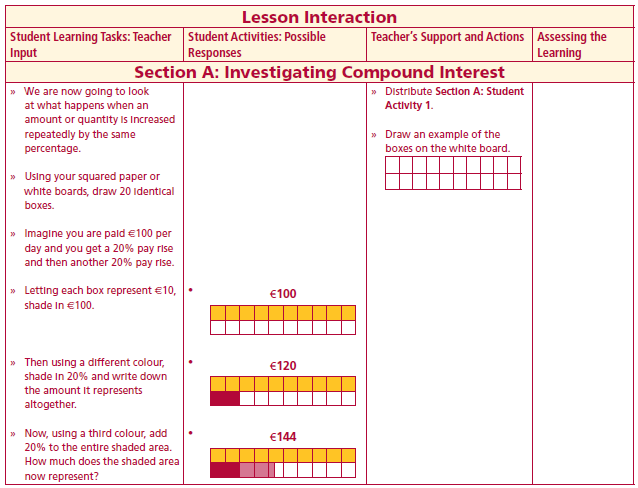 Lesson Interaction
Student Learning Tasks: Teacher
Input
Student Activities: Possible
Responses
Teacher's Support and Actions
Assessing the
Learning
Section A: Investigating Compound Interest
» We are now going to look
at what happens when an
amount or quantity is increased
repeatedly by the same
percentage.
» Using your squared paper or
white boards, draw 20 identical
boxes.
» Imagine you are paid €100 per
day and you get a 20% pay rise
and then another 20% pay rise.
» Letting each box represent €10,
shade in €100.
» Then using a different colour,
shade in 20% and write down
the amount it represents
altogether.
» Now, using a third colour, add
20% to the entire shaded area.
How much does the shaded area
now represent?
• €100
• €120
• €144
» Distribute Section A: Student
Activity 1.
» Draw an example of the
boxes on the white board.